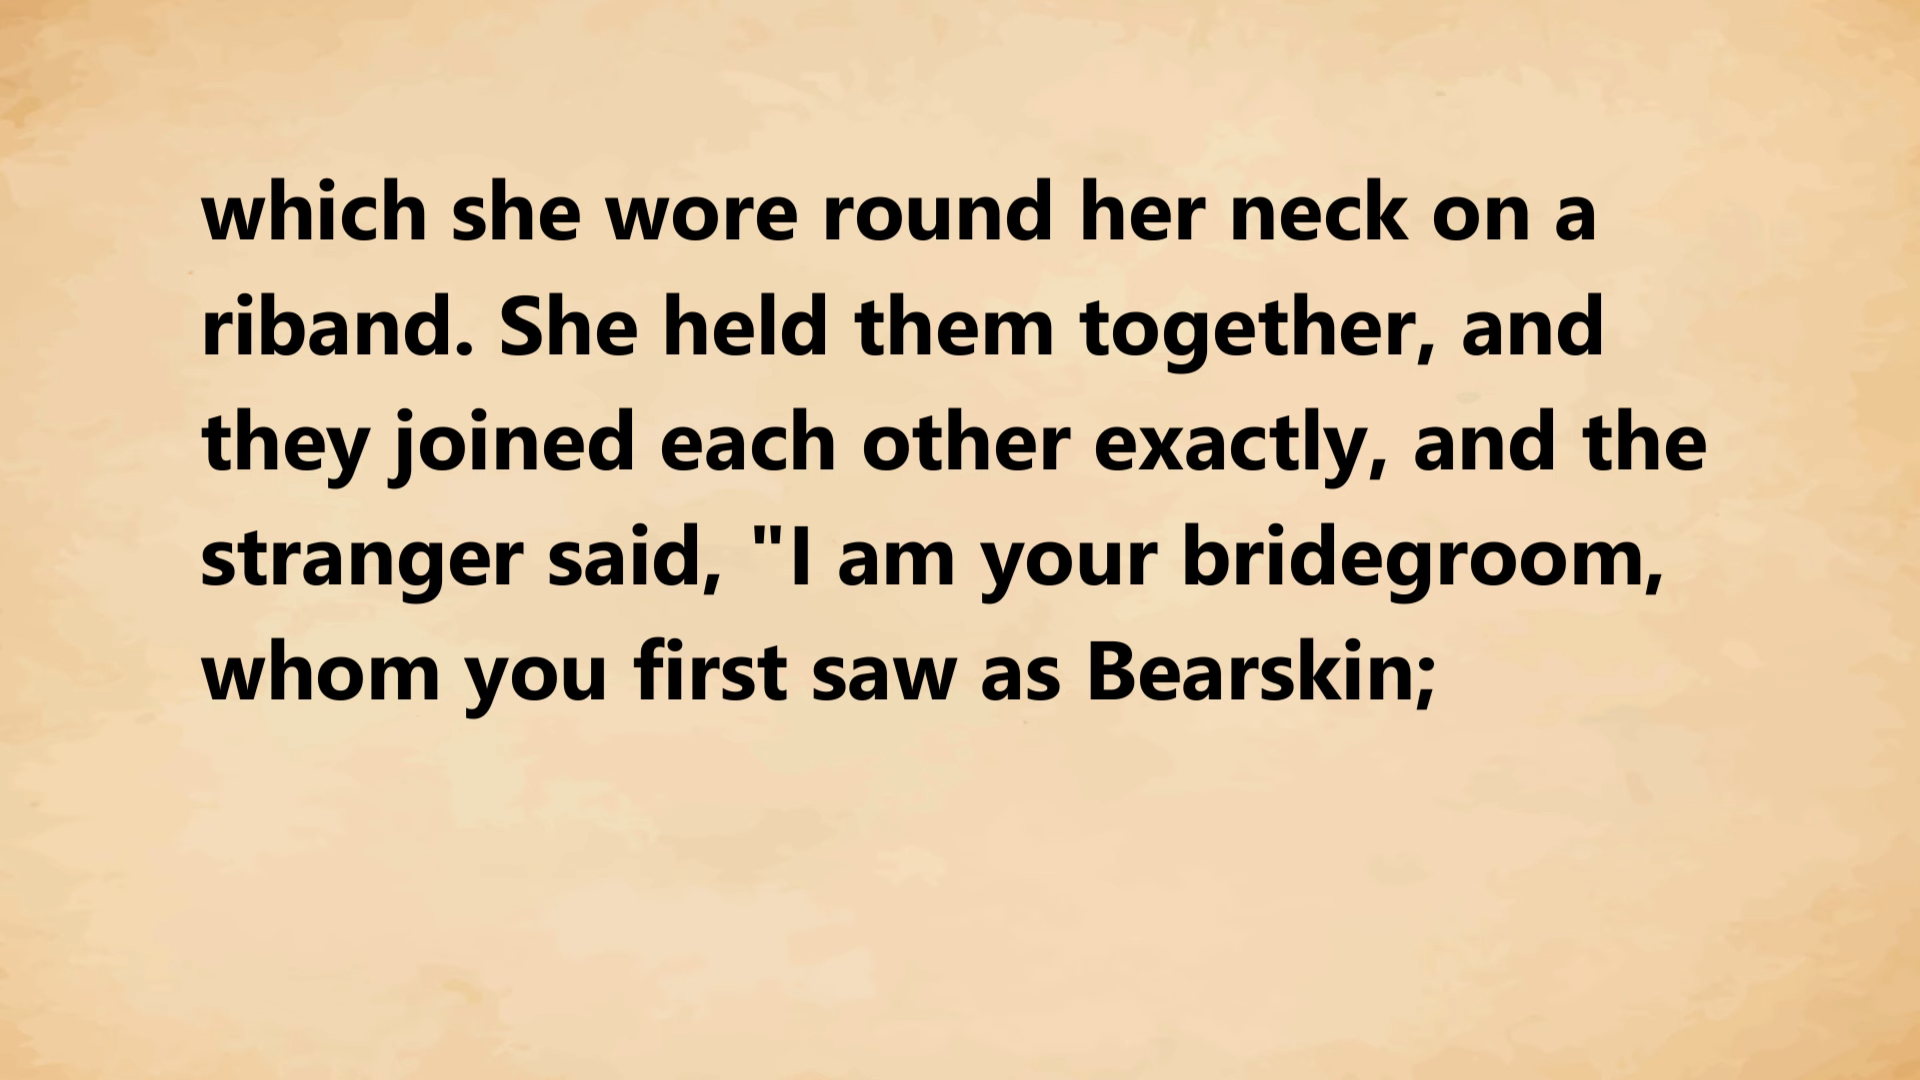 which she wore round her neck on a
riband. She held them together, and
they joined each other exactly, and the
stranger said, "I am your bridegroom,
whom you first saw as Bearskin;